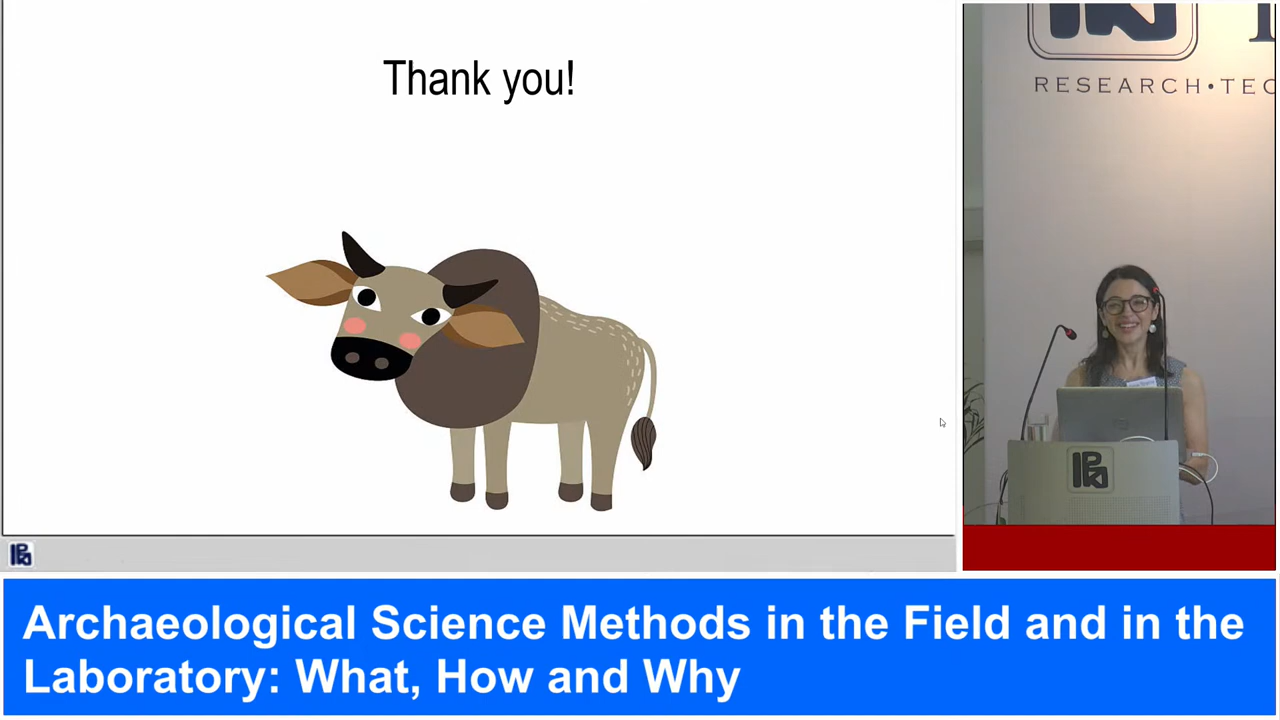 Thank you!
RESEARCH•TEC
Archaeological Science Methods in the Field and in the
Laboratory: What, How and Why